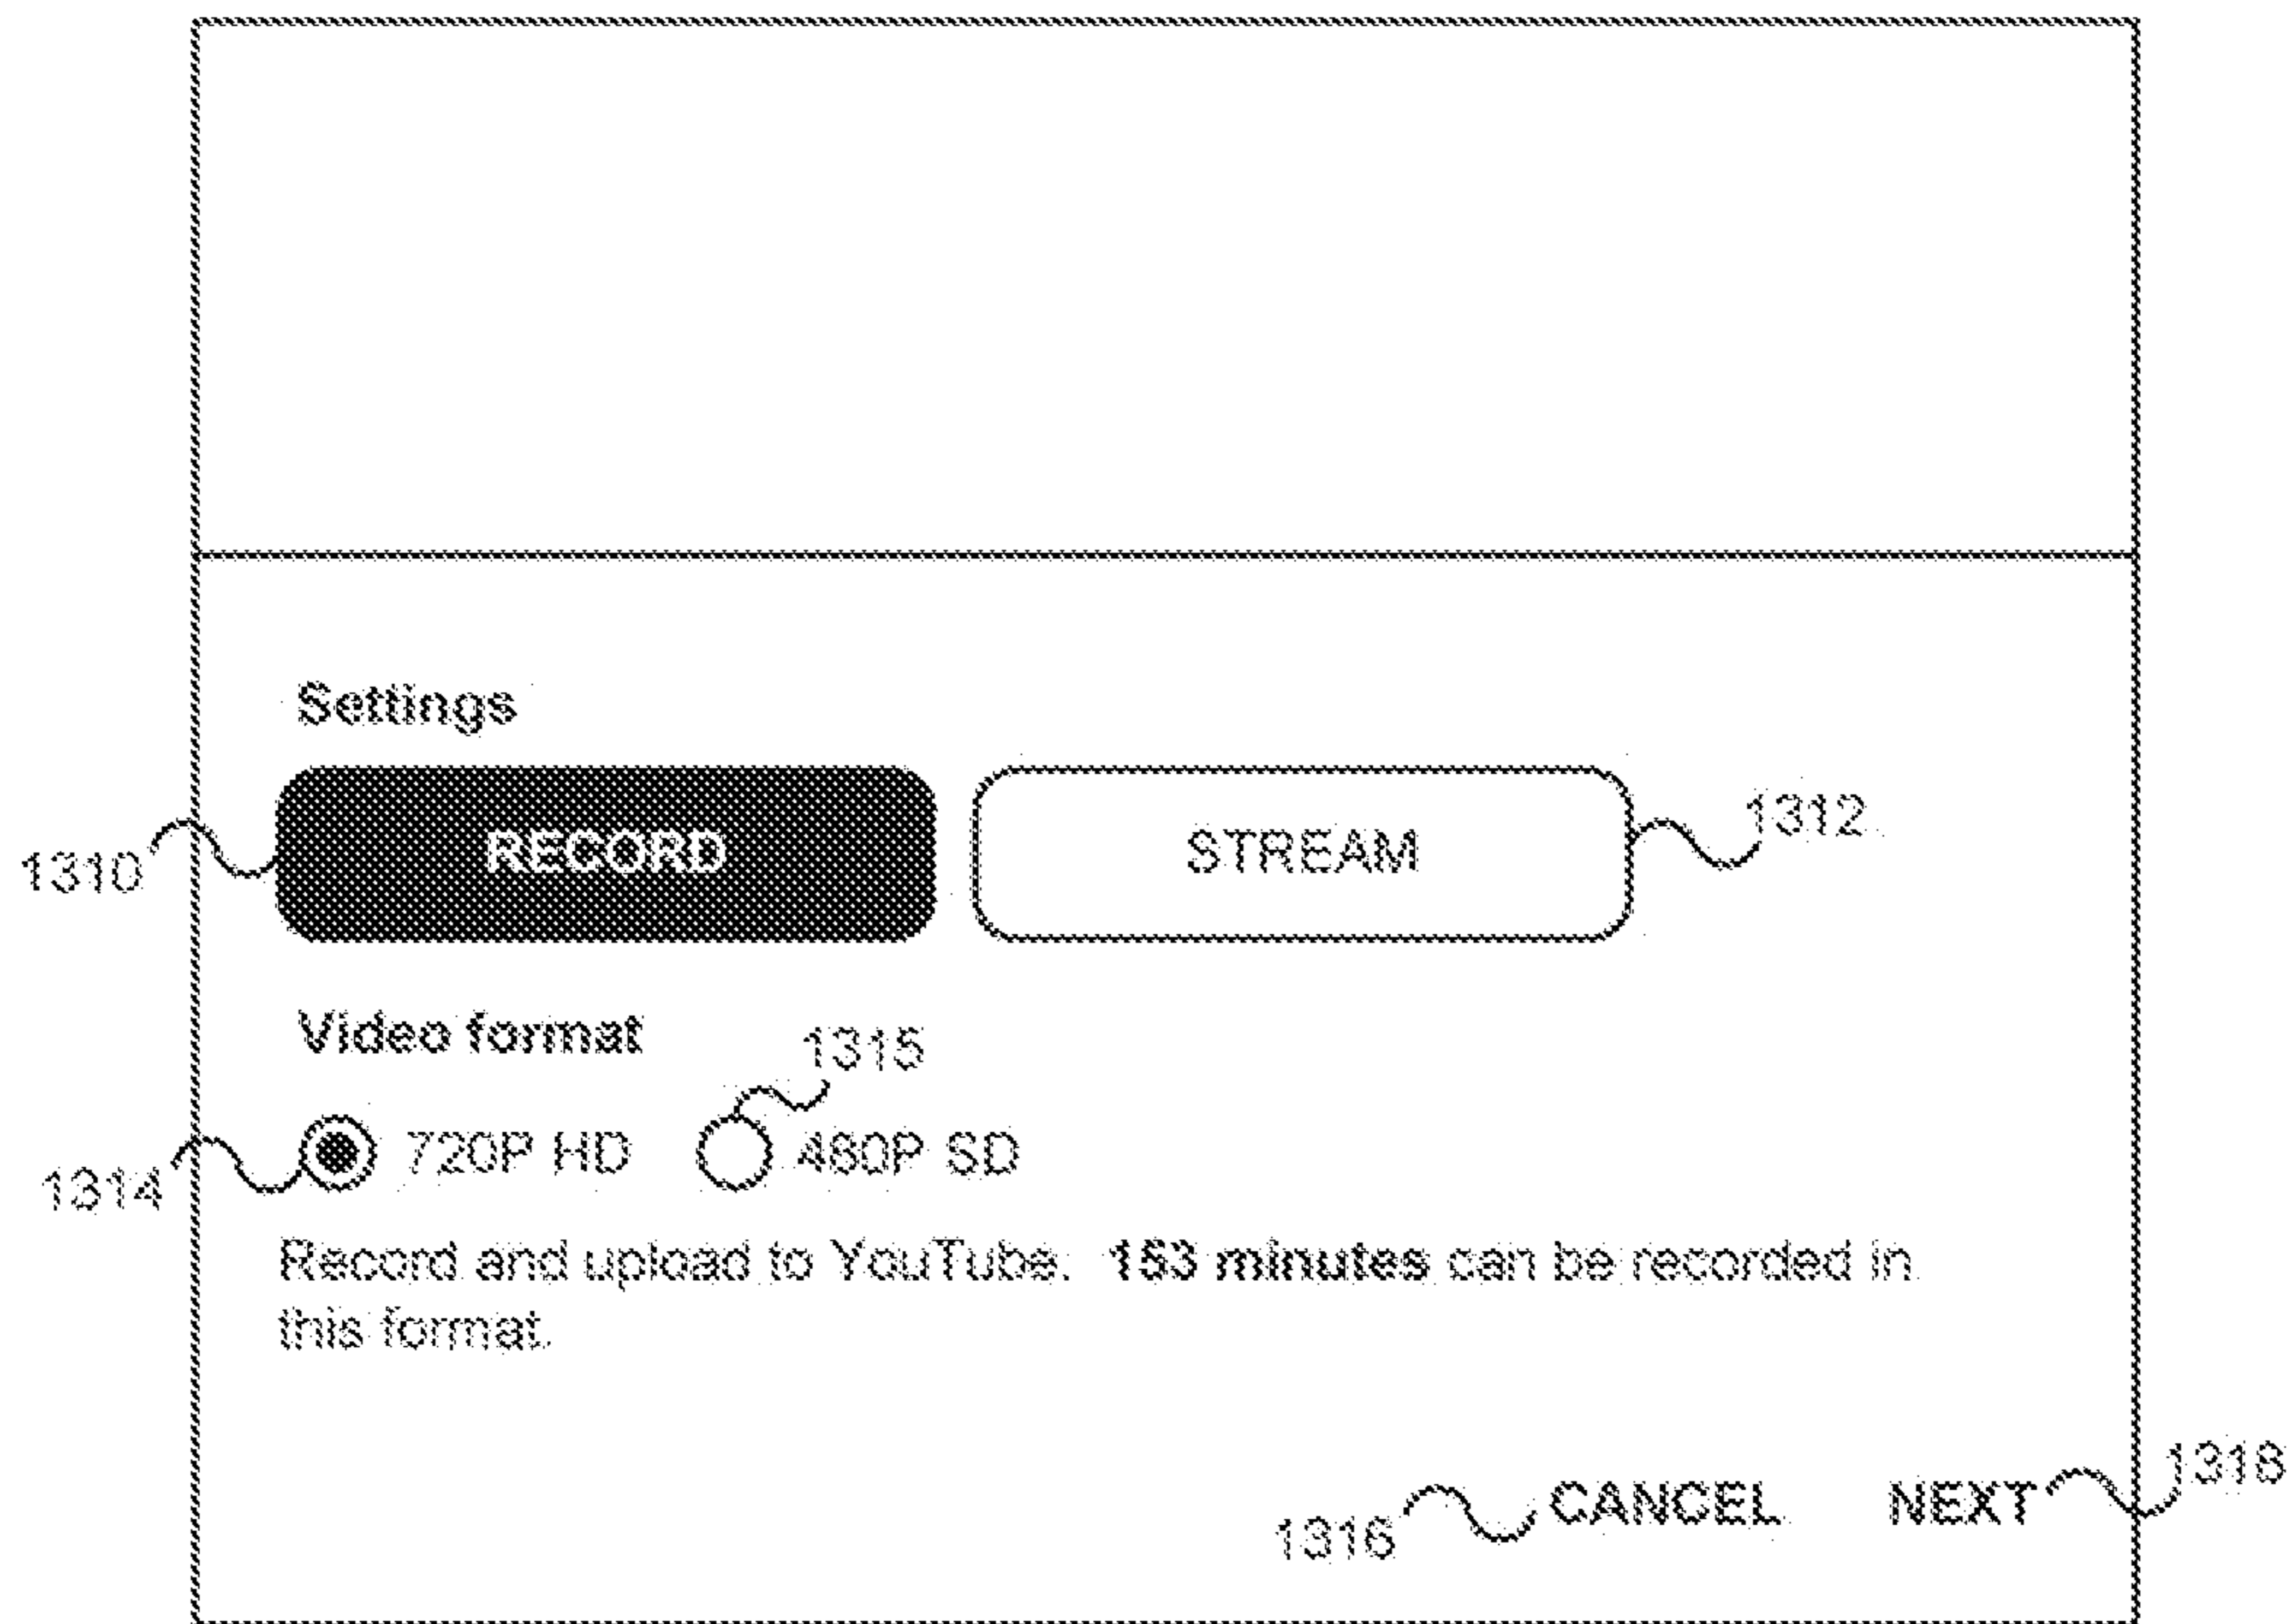 Settings
RECORD
STREAM
1312
1310
Video format
1315
720P HD
480P SD
1314
Record and upload to YouTube. 153 minutes can be recorded in
this format.
1318
CANCEL
NEXT
1316